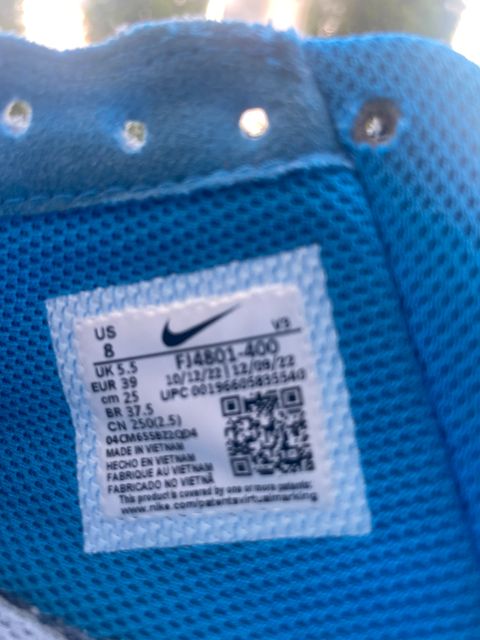 US
8
V3
UK 5.5
EUR 39
cm 25
BR 37.5
CN 250(2.5)
FJ4801-400
10/12/22 12/09/22
UPC 00196605855540
MADE IN VIETNAM
HECHO EN VIETNAM
FABRIQUE AU VIETNAM
FABRICADO NO VIETNÃ
This product is covered by one or more patents:
www.nike.com/patentsvirtualmarking